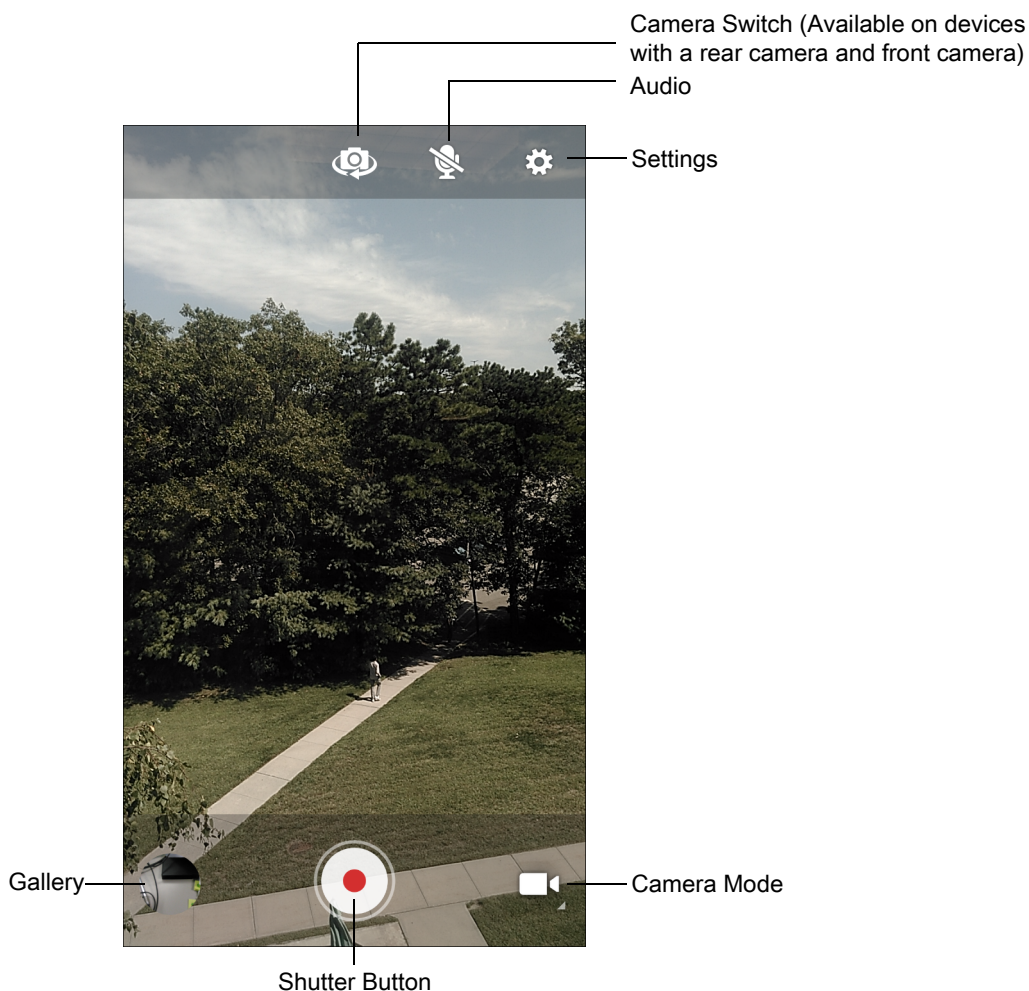 Camera Switch (Available on devices
with a rear camera and front camera)
Audio
Settings
Gallery
Camera Mode
Shutter Button